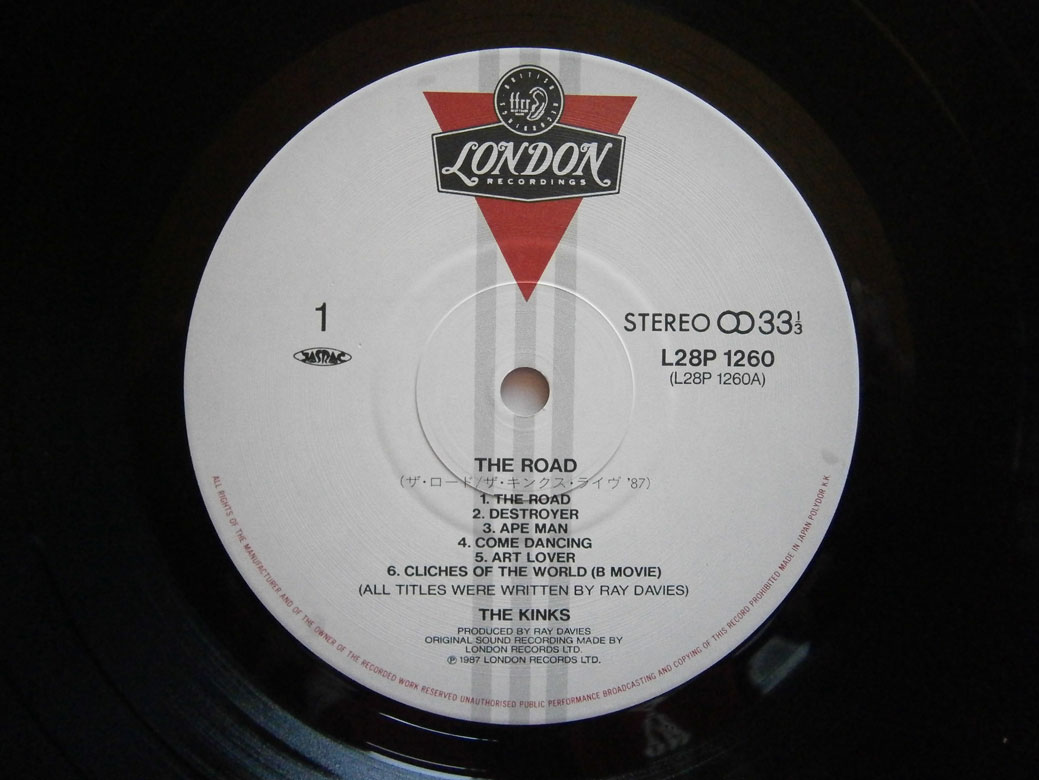 BRITISH RECORDINGS
ffrr
LONDON
RECORDINGS
1
JASRAC
STEREO 33 1/3
L28P 1260
(L28P 1260A)
THE ROAD
(ザ・ロード/ザ・キンクス・ライヴ '87)
1. THE ROAD
2. DESTROYER
3. APE MAN
4. COME DANCING
5. ART LOVER
6. CLICHES OF THE WORLD (B MOVIE)
(ALL TITLES WERE WRITTEN BY RAY DAVIES)
THE KINKS
PRODUCED BY RAY DAVIES
ORIGINAL SOUND RECORDING MADE BY
LONDON RECORDS LTD.
℗ 1987 LONDON RECORDS LTD.
ALL RIGHTS OF THE MANUFACTURER AND OF THE OWNER OF THE RECORDED WORK RESERVED UNAUTHORISED PUBLIC PERFORMANCE BROADCASTING AND COPYING OF THIS RECORD PROHIBITED MADE IN JAPAN POLYDOR K.K